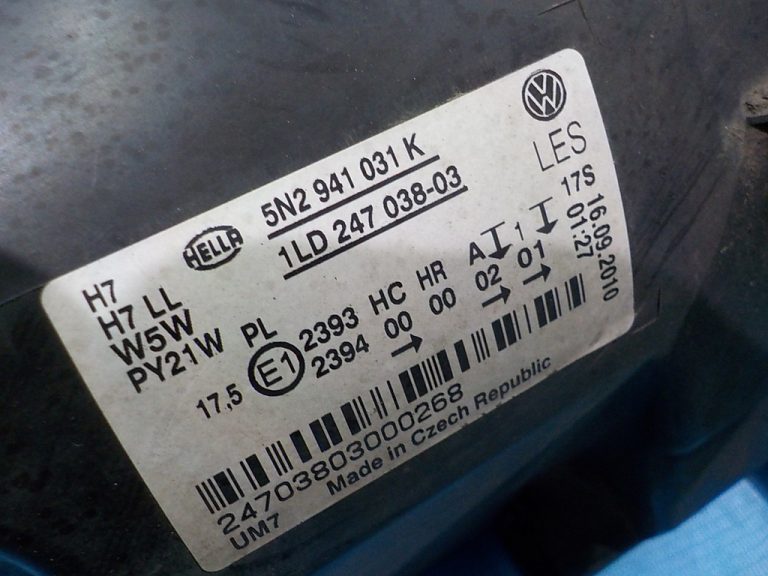 HELLA
5N2 941 031 K
1LD 247 038-03
LES
H7
H7 LL
W5W
PY21W
17,5
PL
E1
2393 HC HR A 1
2394 00 00 02 01
17S 16.09.2010
01:27
24703803000268
UM7
Made in Czech Republic